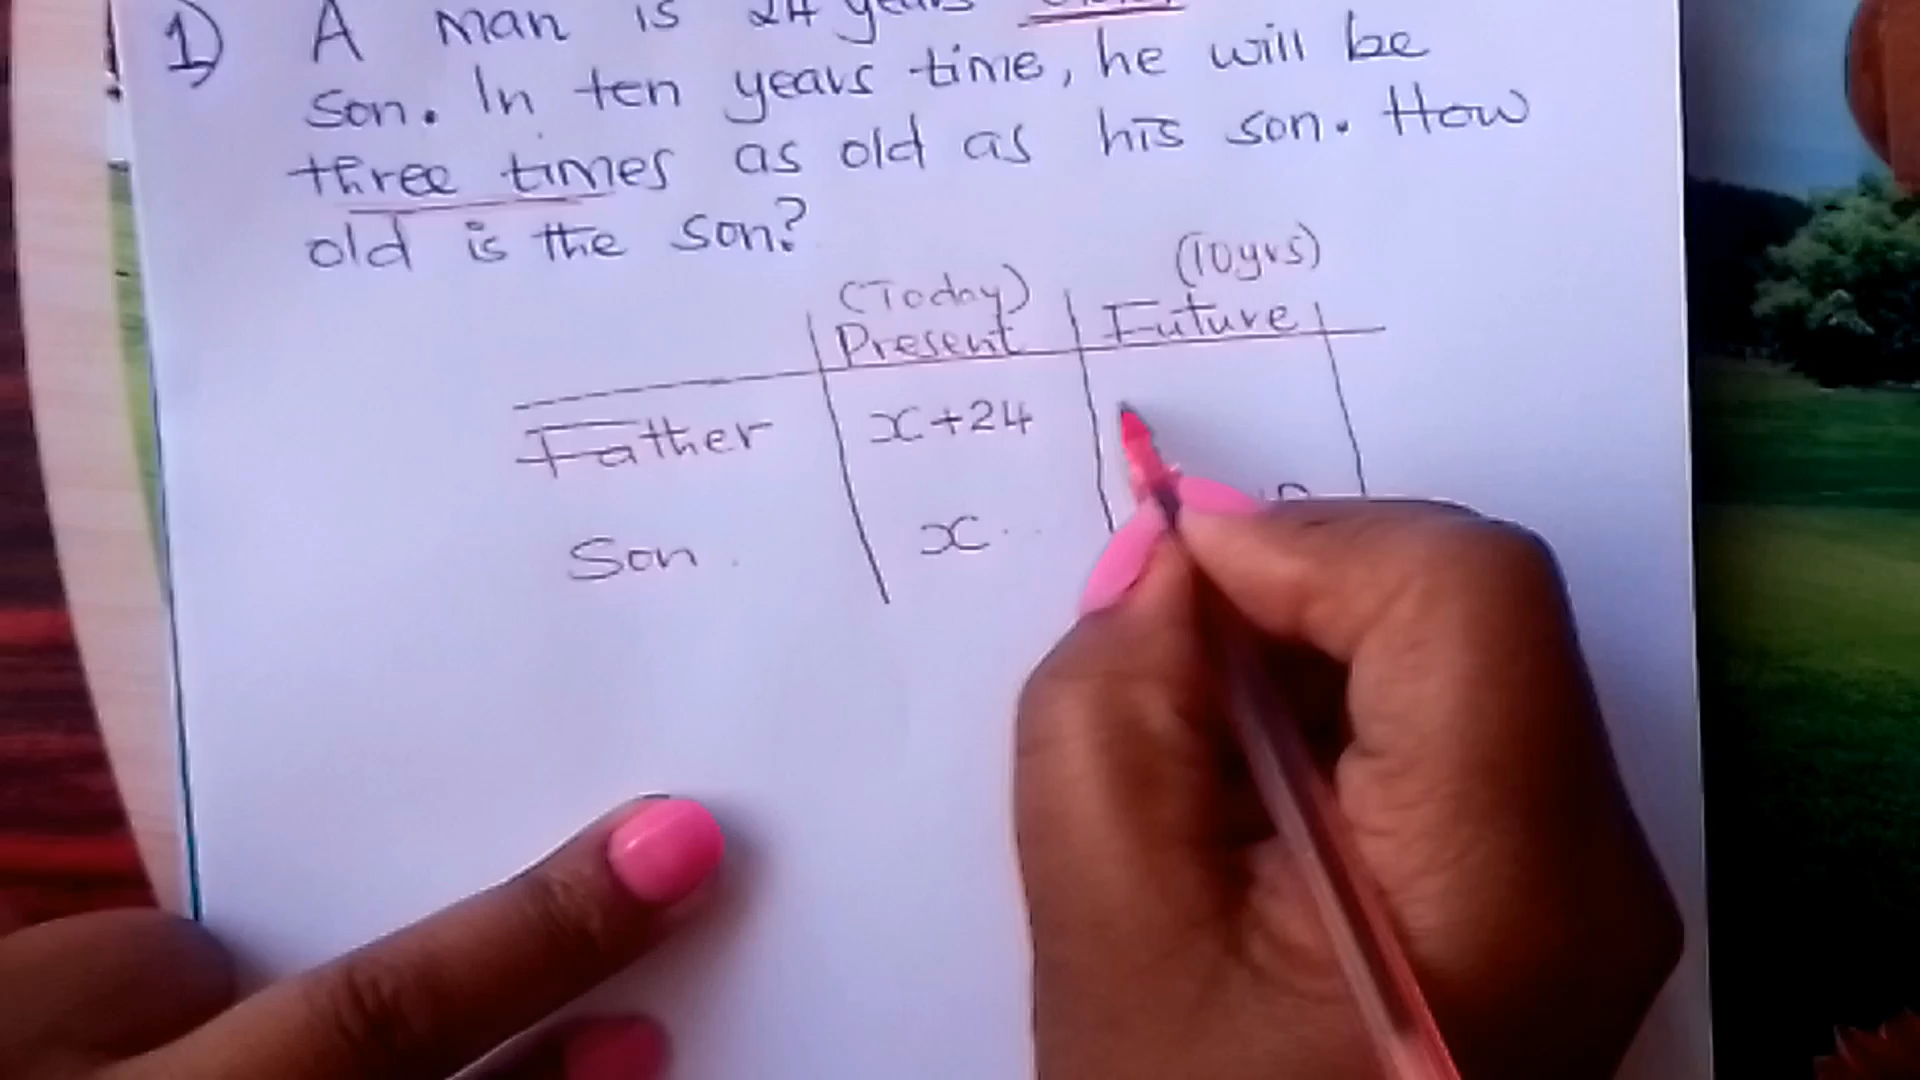 1) A man is 24 years
son. In ten years time, he will be
three times as old as his son. How
old is the son?
(10yrs)
(Today)
Present Future
Father x+24
Son x